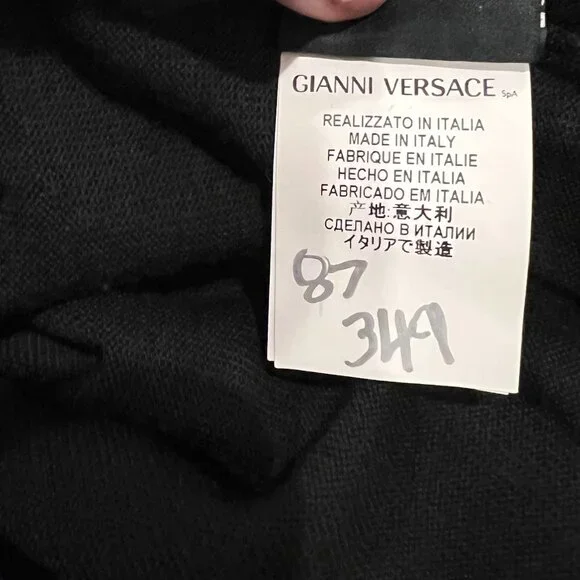 GIANNI VERSACE SpA
REALIZZATO IN ITALIA
MADE IN ITALY
FABRIQUE EN ITALIE
HECHO EN ITALIA
FABRICADO EM ITALIA
产地:意大利
СДЕЛАНО В ИТАЛИИ
イタリアで製造
87
349